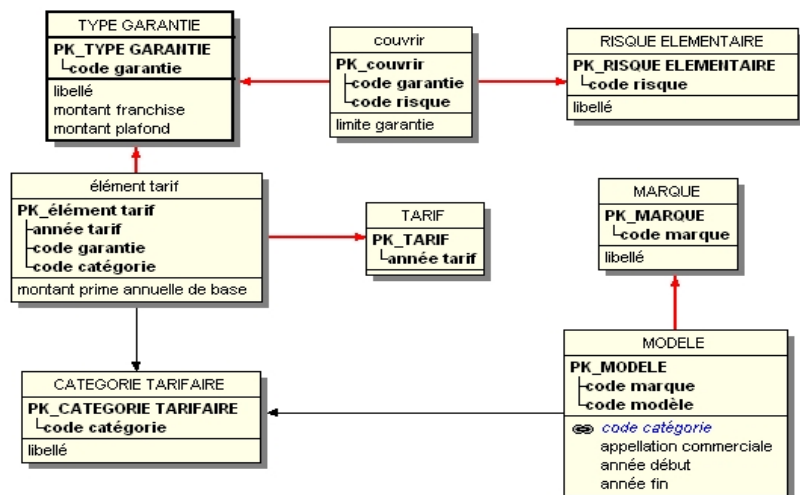 TYPE GARANTIE
PK_TYPE GARANTIE
code garantie
libellé
montant franchise
montant plafond
couvrir
PK_couvrir
code garantie
code risque
limite garantie
RISQUE ELEMENTAIRE
PK_RISQUE ELEMENTAIRE
code risque
libellé
élément tarif
PK_élément tarif
année tarif
code garantie
code catégorie
montant prime annuelle de base
TARIF
PK_TARIF
année tarif
MARQUE
PK_MARQUE
code marque
libellé
CATEGORIE TARIFAIRE
PK_CATEGORIE TARIFAIRE
code catégorie
libellé
MODELE
PK_MODELE
code marque
code modèle
code catégorie
appellation commerciale
année début
année fin